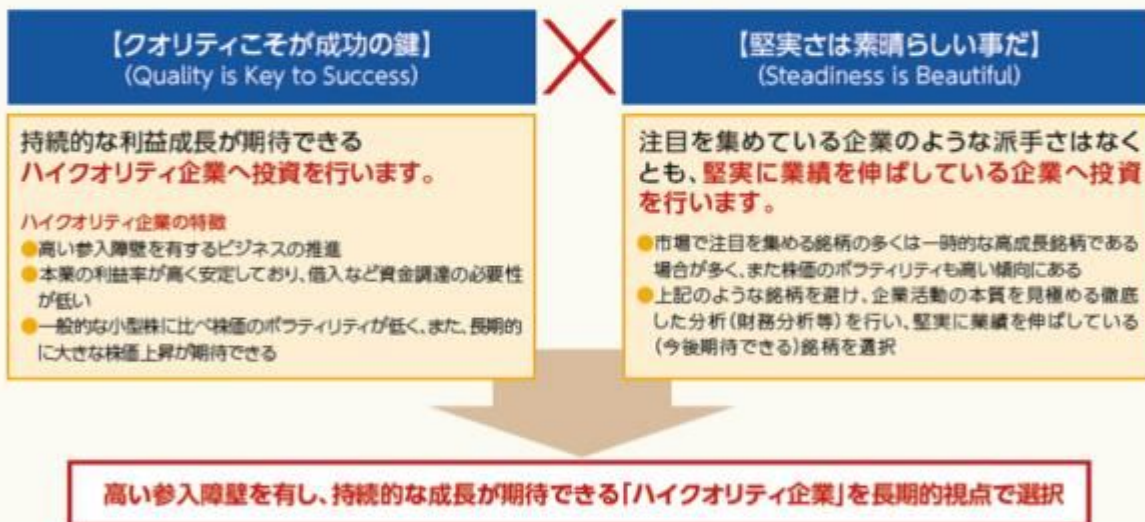 【クオリティこそが成功の鍵】
(Quality is Key to Success)
持続的な利益成長が期待できる
ハイクオリティ企業へ投資を行います。
ハイクオリティ企業の特徴
●高い参入障壁を有するビジネスの推進
●本業の利益率が高く安定しており、借入など資金調達の必要性
が低い
●一般的な小型株に比べ株価のボラティリティが低く、また、長期的
に大きな株価上昇が期待できる
【堅実さは素晴らしい事だ】
(Steadiness is Beautiful)
注目を集めている企業のような派手さはなく
とも、堅実に業績を伸ばしている企業へ投資
を行います。
●市場で注目を集める銘柄の多くは一時的な高成長銘柄である
場合が多く、また株価のボラティリティも高い傾向にある
●上記のような銘柄を避け、企業活動の本質を見極める徹底
した分析(財務分析等)を行い、堅実に業績を伸ばしている
(今後期待できる)銘柄を選択
高い参入障壁を有し、持続的な成長が期待できる「ハイクオリティ企業」を長期的視点で選択